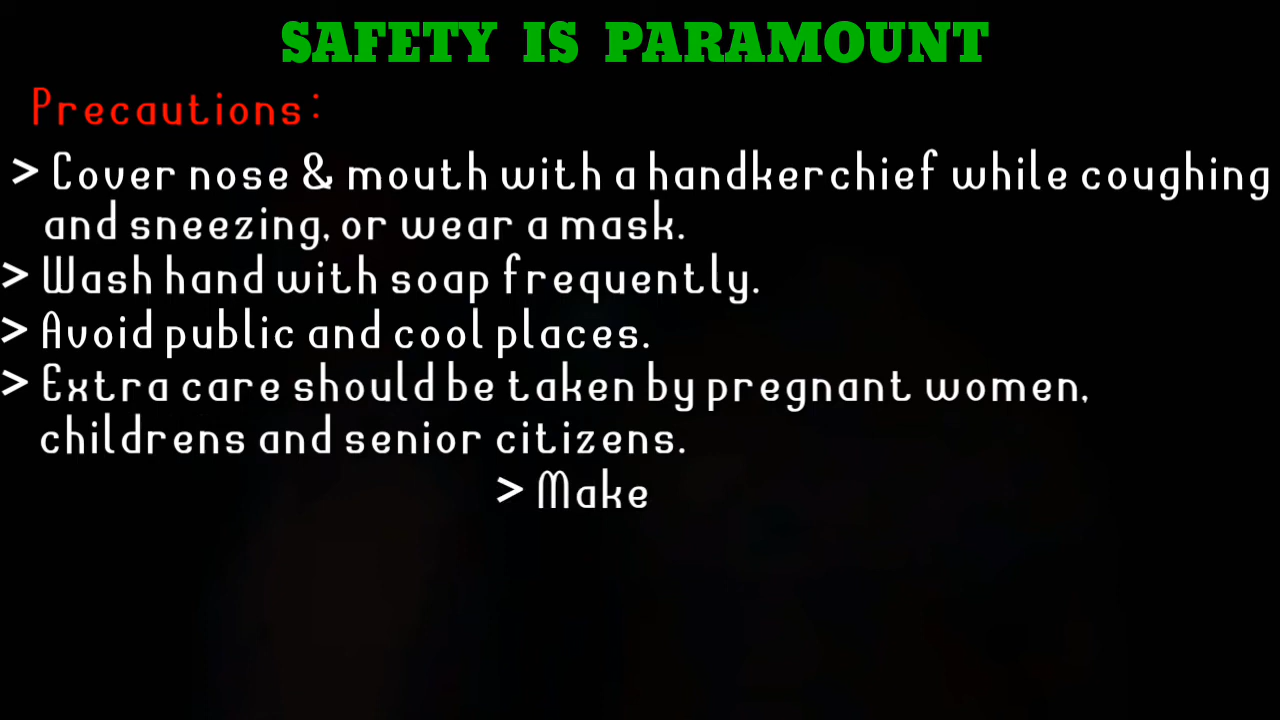 SAFETY IS PARAMOUNT
Precautions:
> Cover nose & mouth with a handkerchief while coughing
and sneezing, or wear a mask.
> Wash hand with soap frequently.
> Avoid public and cool places.
> Extra care should be taken by pregnant women,
childrens and senior citizens.
> Make